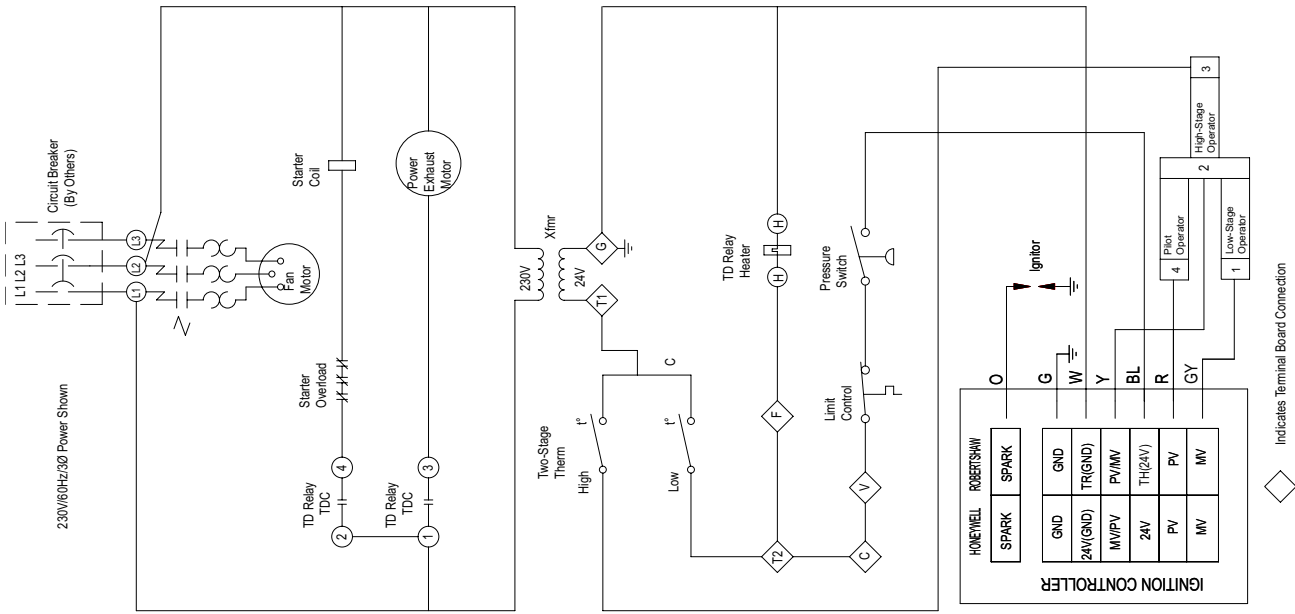 230V/60Hz/3Ø Power Shown
Circuit Breaker
(By Others)
L1 L2 L3
L1
L2
L3
Fan
Motor
Starter
Coil
Starter
Overload
TD Relay
TDC
2
4
TD Relay
TDC
1
3
Power
Exhaust
Motor
230V
Xfmr
24V
T1
G
C
Two-Stage
Therm
High
t°
Low
t°
T2
F
TD Relay
Heater
H
H
C
V
Limit
Control
Pressure
Switch
IGNITION CONTROLLER
HONEYWELL
ROBERTSHAW
SPARK
SPARK
O
GND
GND
G
24V(GND)
TR(GND)
W
MV/PV
PV/MV
Y
24V
TH(24V)
BL
PV
PV
R
MV
MV
GY
Ignitor
4
Pilot
Operator
1
Low-Stage
Operator
2
High-Stage
Operator
3
Indicates Terminal Board Connection